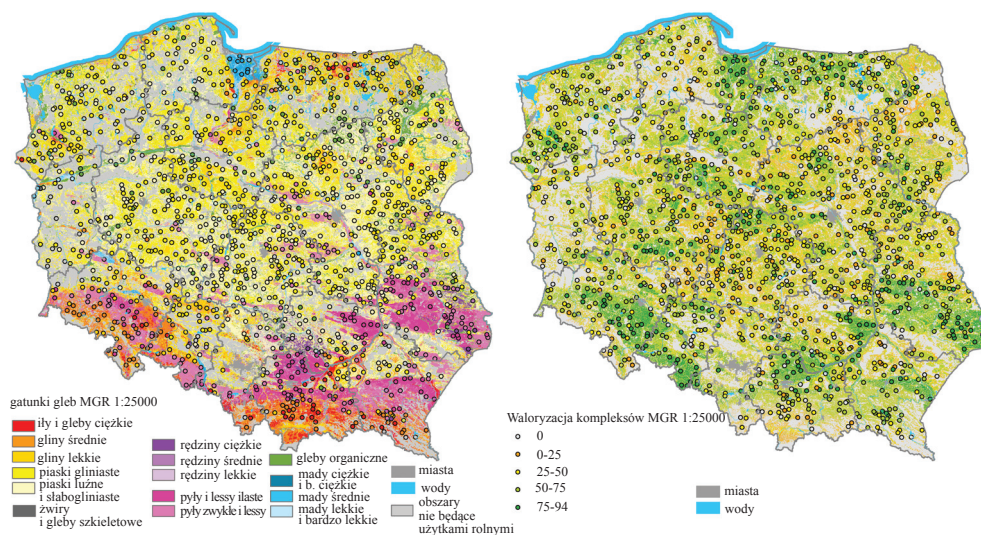 gatunki gleb MGR 1:25000
iły i gleby ciężkie
gliny średnie
gliny lekkie
piaski gliniaste
piaski luźne
i słabogliniaste
żwiry
i gleby szkieletowe
rędziny ciężkie
rędziny średnie
rędziny lekkie
pyły i lessy ilaste
pyły zwykłe i lessy
gleby organiczne
mady ciężkie
i b. ciężkie
mady średnie
mady lekkie
i bardzo lekkie
miasta
wody
obszary
nie będące
użytkami rolnymi
Waloryzacja kompleksów MGR 1:25000
0
0-25
25-50
50-75
75-94
miasta
wody